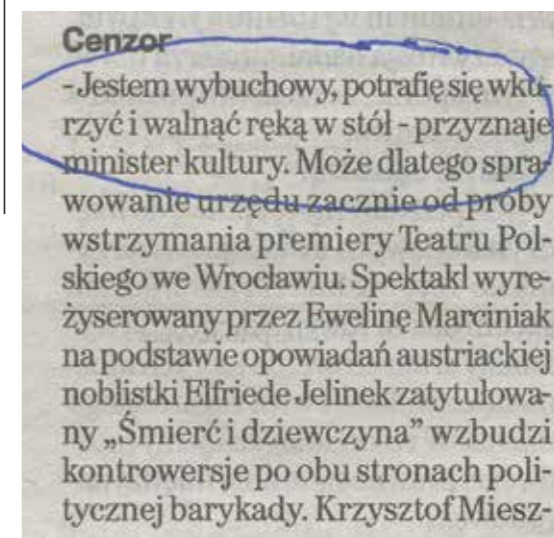 Cenzor
- Jestem wybuchowy, potrafię się wku-
rzyć i walnąć ręką w stół - przyznaje
minister kultury. Może dlatego spra-
wowanie urzędu zacznie od próby
wstrzymania premiery Teatru Pol-
skiego we Wrocławiu. Spektakl wyre-
żyserowany przez Ewelinę Marciniak
na podstawie opowiadań austriackiej
noblistki Elfriede Jelinek zatytułowa-
ny „Śmierć i dziewczyna” wzbudzi
kontrowersje po obu stronach poli-
tycznej barykady. Krzysztof Miesz-